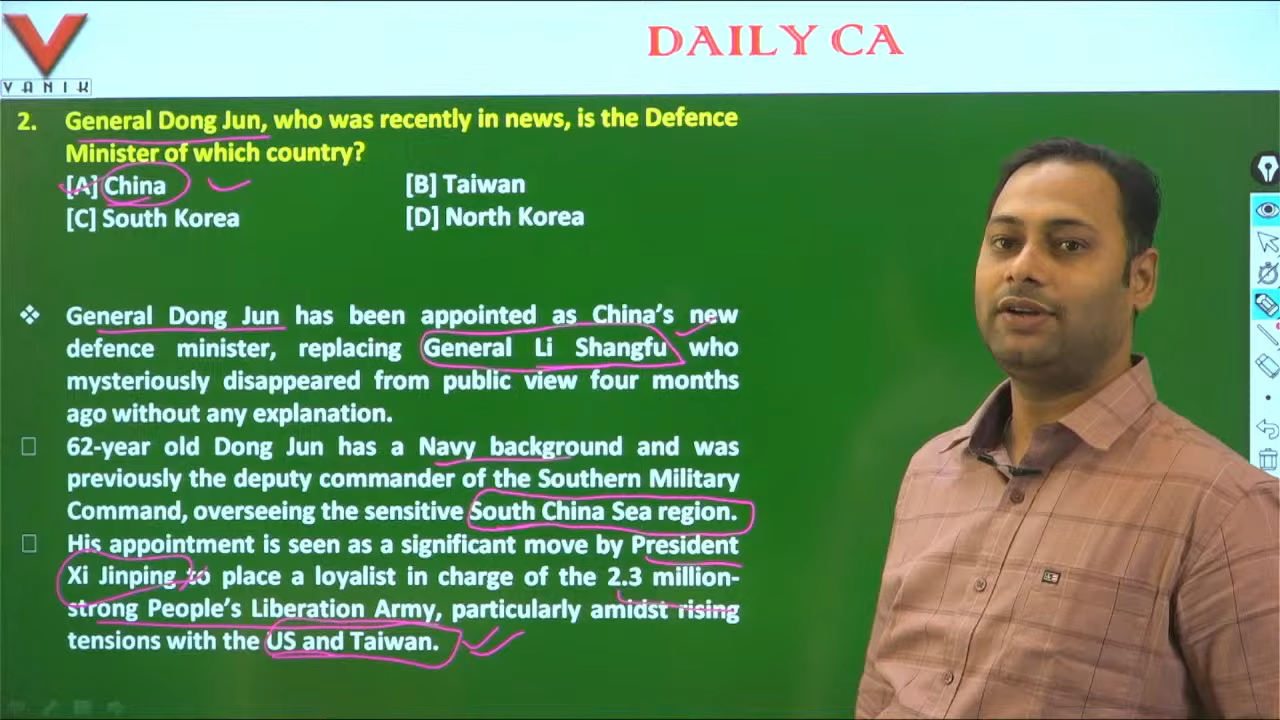 VANIK
DAILY CA
2. General Dong Jun, who was recently in news, is the Defence
Minister of which country?
[A] China [B] Taiwan
[C] South Korea [D] North Korea
❖ General Dong Jun has been appointed as China's new
defence minister, replacing General Li Shangfu who
mysteriously disappeared from public view four months
ago without any explanation.
62-year old Dong Jun has a Navy background and was
previously the deputy commander of the Southern Military
Command, overseeing the sensitive South China Sea region.
His appointment is seen as a significant move by President
Xi Jinping to place a loyalist in charge of the 2.3 million-
strong People's Liberation Army, particularly amidst rising
tensions with the US and Taiwan.